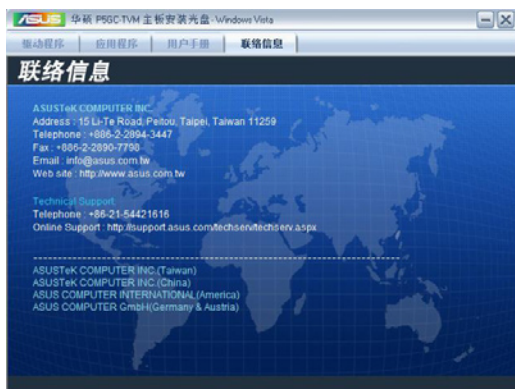 ASUS 华硕 P5GC-TVM 主板安装光盘-Windows Vista
驱动程序 应用程序 用户手册 联络信息
联络信息
ASUSTeK COMPUTER INC.
Address : 15 Li-Te Road, Peitou, Taipei, Taiwan 11259
Telephone : +886-2-2894-3447
Fax : +886-2-2890-7798
Email : info@asus.com.tw
Web site : http://www.asus.com.tw
Technical Support
Telephone : +86-21-54421616
Online Support : http://support.asus.com/techserv/techserv.aspx
ASUSTeK COMPUTER INC.(Taiwan)
ASUSTeK COMPUTER INC.(China)
ASUS COMPUTER INTERNATIONAL(America)
ASUS COMPUTER GmbH(Germany & Austria)